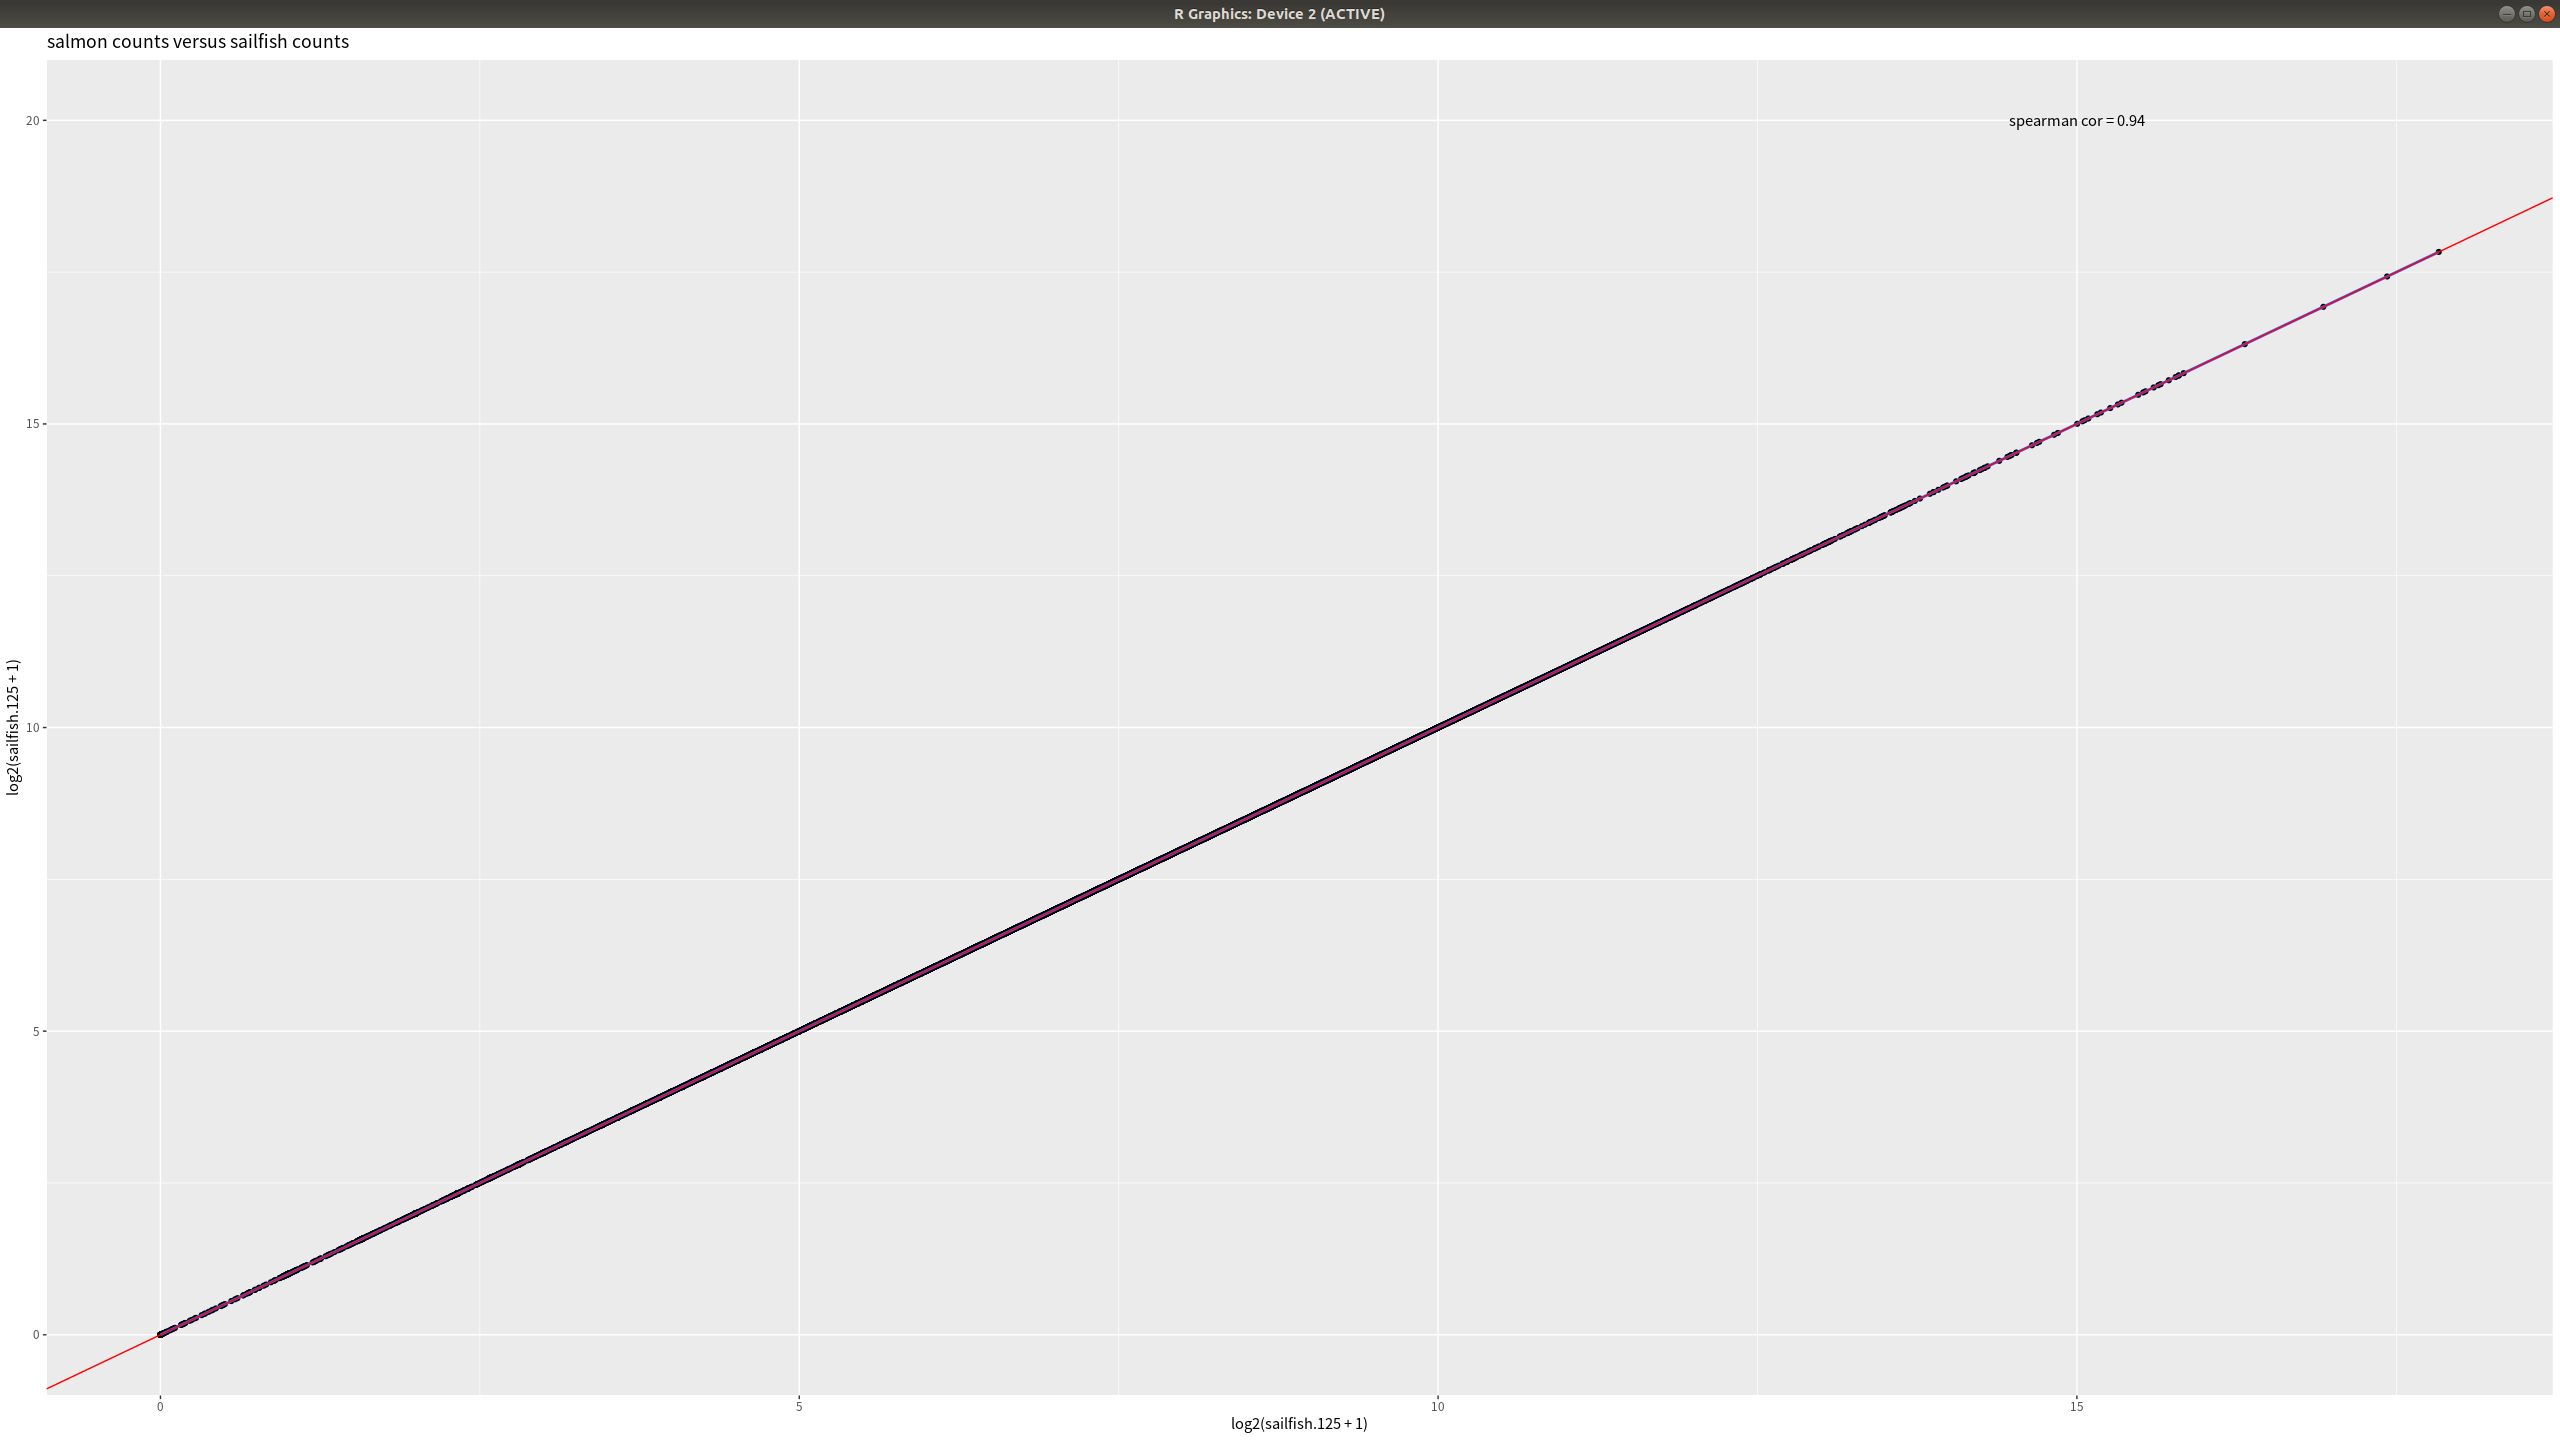 R Graphics: Device 2 (ACTIVE)
salmon counts versus sailfish counts
20
15
10
5
0
log2(sailfish.125 + 1)
spearman cor = 0.94
0
5
10
15
log2(sailfish.125 + 1)